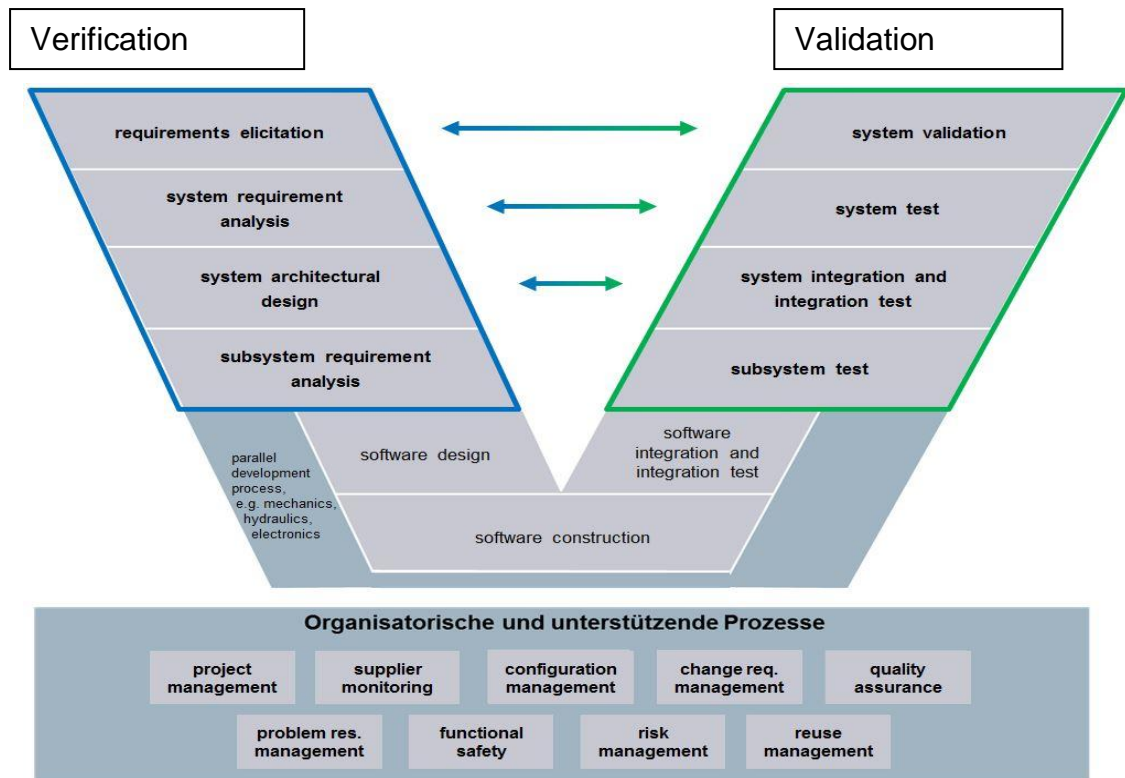 Verification
Validation
requirements elicitation
system requirement
analysis
system architectural
design
subsystem requirement
analysis
system validation
system test
system integration and
integration test
subsystem test
parallel
development
process,
e.g. mechanics,
hydraulics,
electronics
software design
software
integration and
integration test
software construction
Organisatorische und unterstützende Prozesse
project
management
supplier
monitoring
configuration
management
change req.
management
quality
assurance
problem res.
management
functional
safety
risk
management
reuse
management